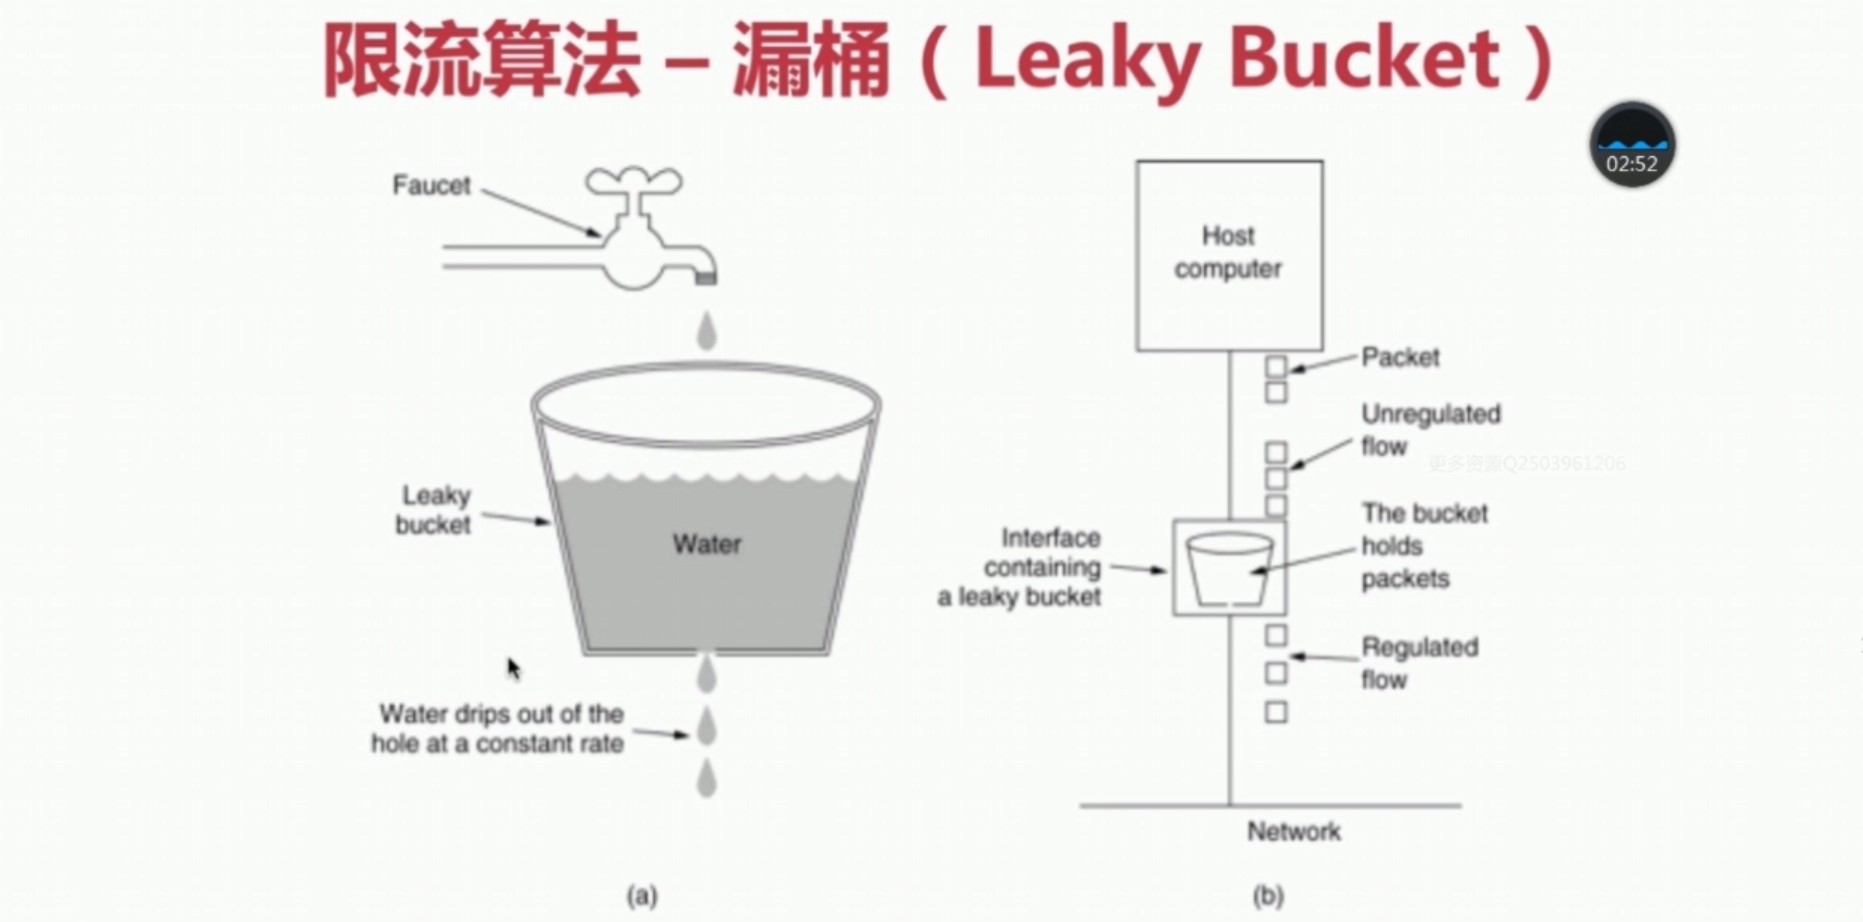 限流算法 – 漏桶（Leaky Bucket）
02:52
Faucet
Leaky
bucket
Water
Water drips out of the
hole at a constant rate
(a)
Host
computer
Packet
Unregulated
flow
更多资源Q2503961206
The bucket
holds
packets
Interface
containing
a leaky bucket
Regulated
flow
Network
(b)